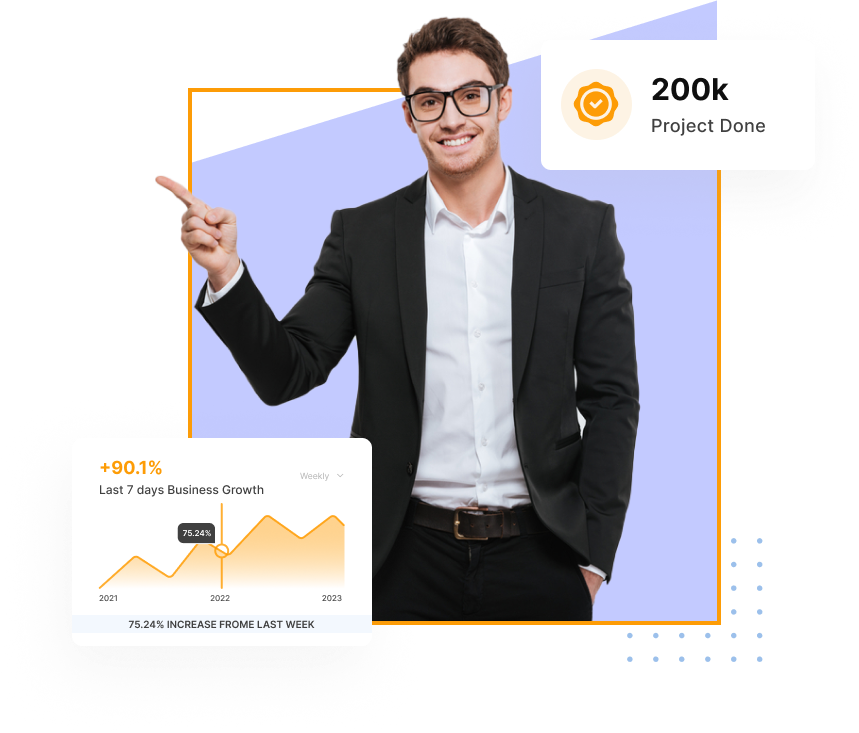 200k
Project Done
+90.1%
Weekly
Last 7 days Business Growth
75.24%
2021 2022 2023
75.24% INCREASE FROME LAST WEEK